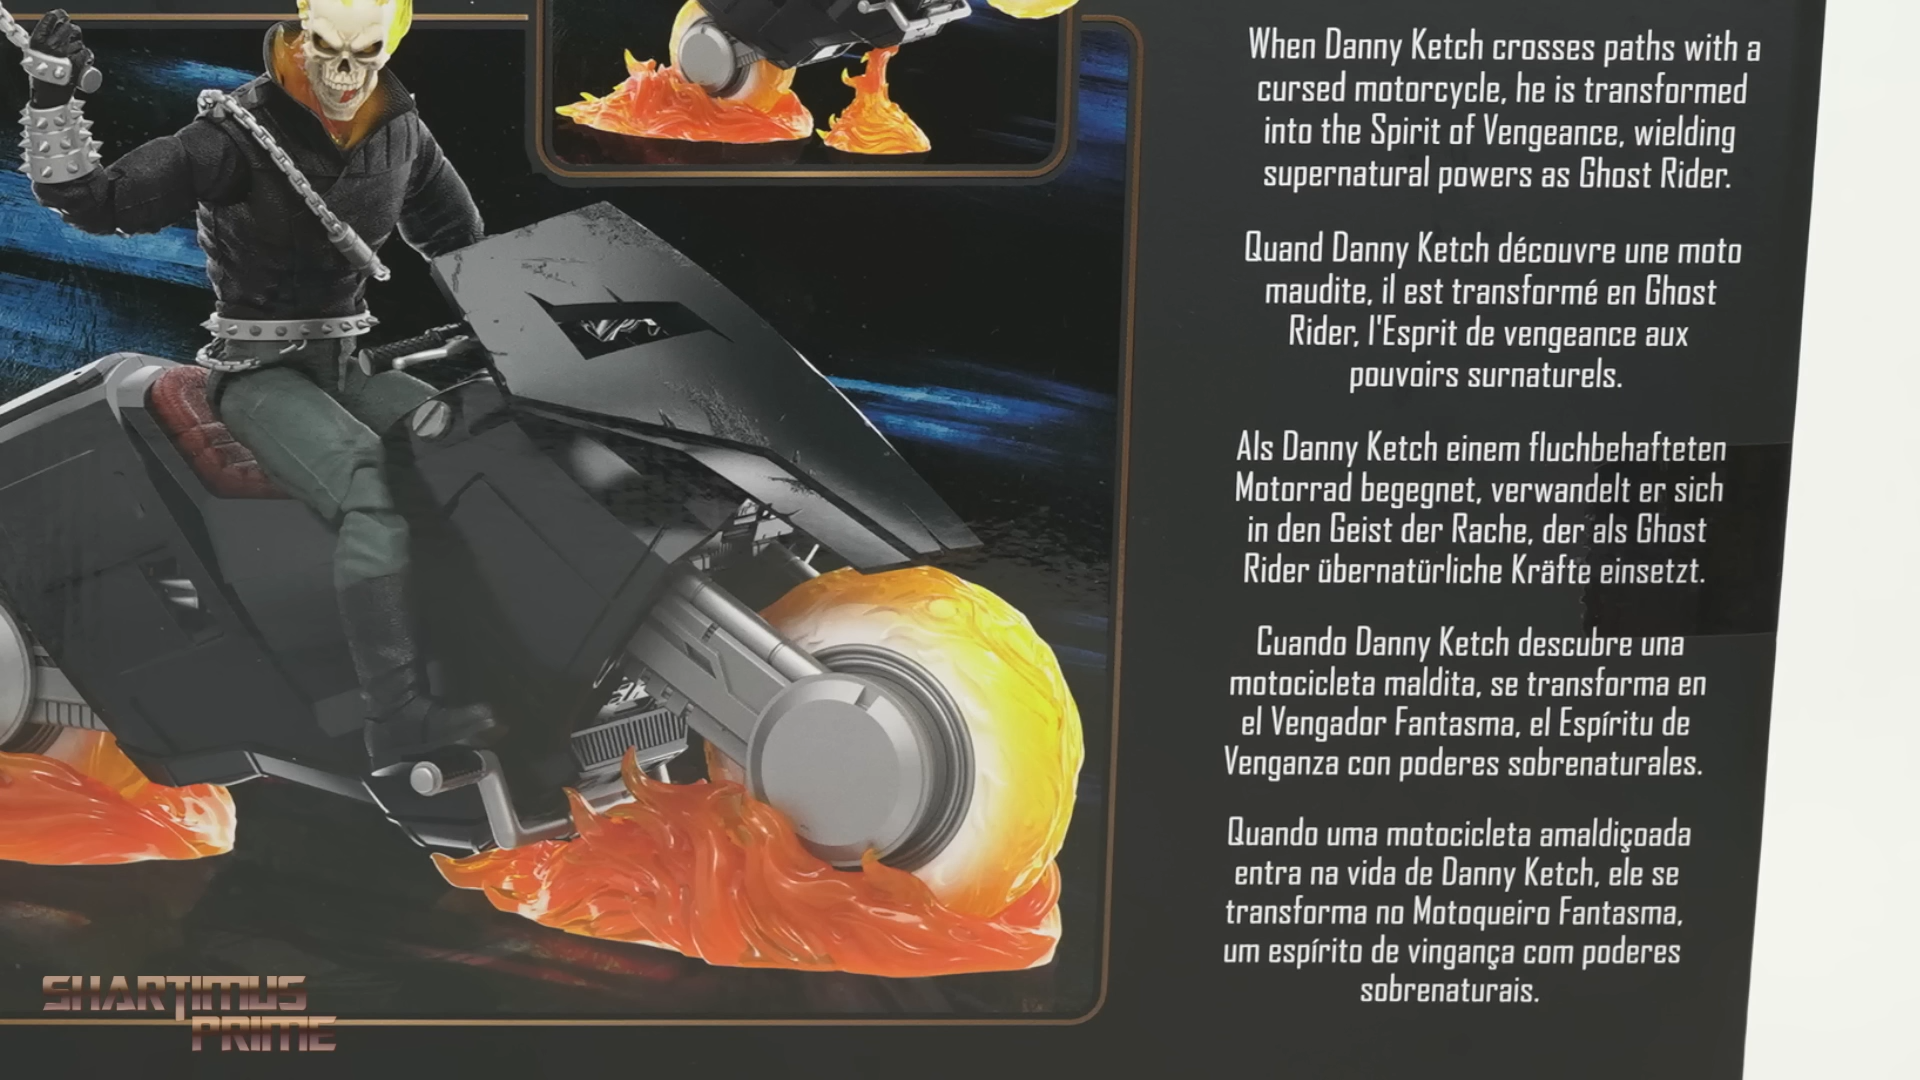 When Danny Ketch crosses paths with a
cursed motorcycle, he is transformed
into the Spirit of Vengeance, wielding
supernatural powers as Ghost Rider.
Quand Danny Ketch découvre une moto
maudite, il est transformé en Ghost
Rider, l'Esprit de vengeance aux
pouvoirs surnaturels.
Als Danny Ketch einem fluchbehafteten
Motorrad begegnet, verwandelt er sich
in den Geist der Rache, der als Ghost
Rider übernatürliche Kräfte einsetzt.
Cuando Danny Ketch descubre una
motocicleta maldita, se transforma en
el Vengador Fantasma, el Espíritu de
Venganza con poderes sobrenaturales.
Quando uma motocicleta amaldiçoada
entra na vida de Danny Ketch, ele se
transforma no Motoqueiro Fantasma,
um espírito de vingança com poderes
sobrenaturais.
SHARTIMUS
PRIME